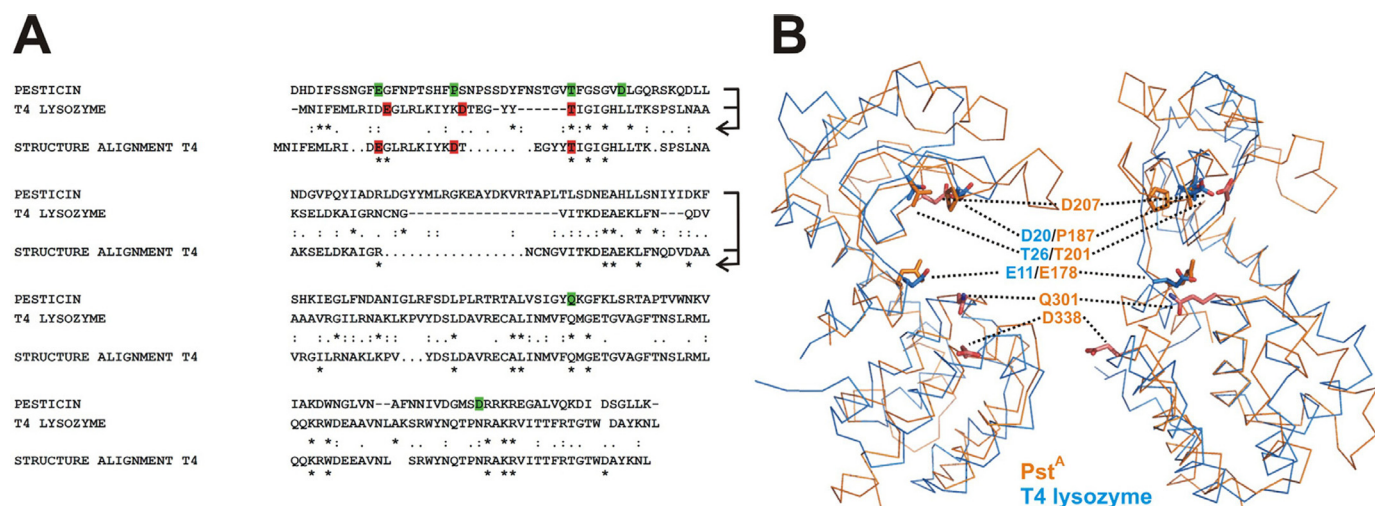 A
PESTICIN DHDIFSSNGFEGFNPTSHFPSNPSSDYFNSTGVTFGSGVDLGQRSKQDLL
T4 LYSOZYME -MNIFEMLRIDEGLRLKIYKDTEG-YY------TIGIGHLLTKSPSLNAA
STRUCTURE ALIGNMENT T4 MNIFEMLRI..DEGLRLKIYKDT.......EGYYTIGIGHLLTK-SPSLNA
PESTICIN NDGVPQYIADRLDGYYMLRGKEAYDKVRTAPLTLSDNEAHLLSNIYIDKF
T4 LYSOZYME KSELDKAIGRNCNG------------------VITKDEAEKLFN---QDV
STRUCTURE ALIGNMENT T4 AKSELDKAIGR.................NCNGVITKDEAEKLFNQDVDAA
PESTICIN SHKIEGLFNDANIGLRFSDLPLRTRTALVSIGYQKGFKLSRTAPTVWNKV
T4 LYSOZYME AAAVRGILRNAKLKPVYDSLDAVRECALINMVFQMGETGVAGFTNSLRML
STRUCTURE ALIGNMENT T4 VRGILRNAKLKPV...YDSLDAVRECALINMVFQMGETGVAGFTNSLRML
PESTICIN IAKDWNGLVN--AFNNIVDGMSDRRKREGALVQKDI DSGLLK-
T4 LYSOZYME QQKRWDEAAVNLAKSRWYNQTPNRAKRVITTFRTGTW DAYKNL
STRUCTURE ALIGNMENT T4 QQKRWDEEAVNL SRWYNQTPNRAKRVITTFRTGTWDAYKNL
B
D207
D20/P187
T26/T201
E11/E178
Q301
D338
Pst^A
T4 lysozyme